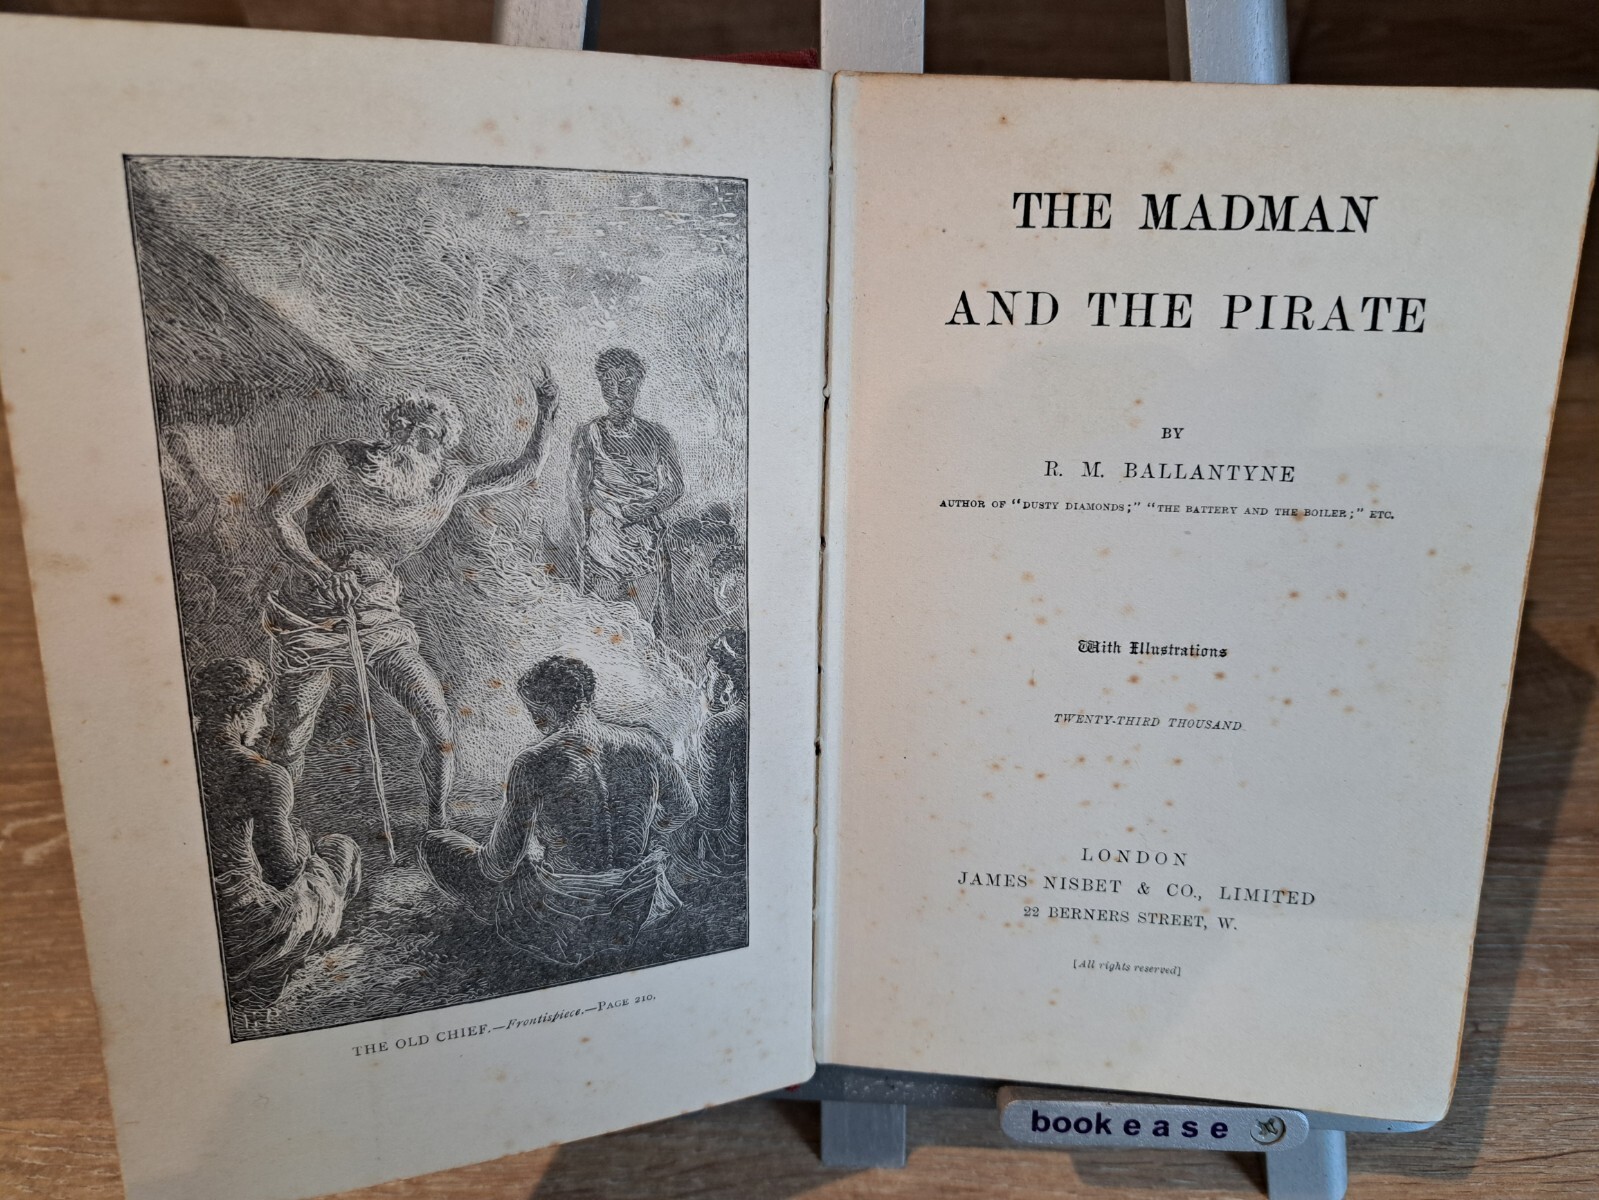 THE OLD CHIEF.—Frontispiece.—PAGE 210.
THE MADMAN
AND THE PIRATE
BY
R. M. BALLANTYNE
AUTHOR OF "DUSTY DIAMONDS;" "THE BATTERY AND THE BOILER;" ETC.
With Illustrations
TWENTY-THIRD THOUSAND
LONDON
JAMES NISBET & CO., LIMITED
22 BERNERS STREET, W.
[All rights reserved]
book ease